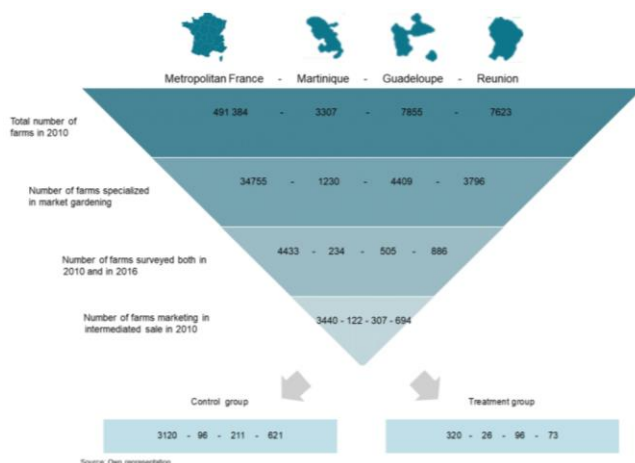 Metropolitan France - Martinique - Guadeloupe - Reunion
Total number of
farms in 2010
491 384 - 3307 - 7855 - 7623
Number of farms specialized
in market gardening
34755 - 1230 - 4409 - 3796
Number of farms surveyed both in
2010 and in 2016
4433 - 234 - 505 - 886
Number of farms marketing in
intermediated sale in 2010
3440 - 122 - 307 - 694
Control group
Treatment group
3120 - 96 - 211 - 621
320 - 26 - 96 - 73
Source: Own representation